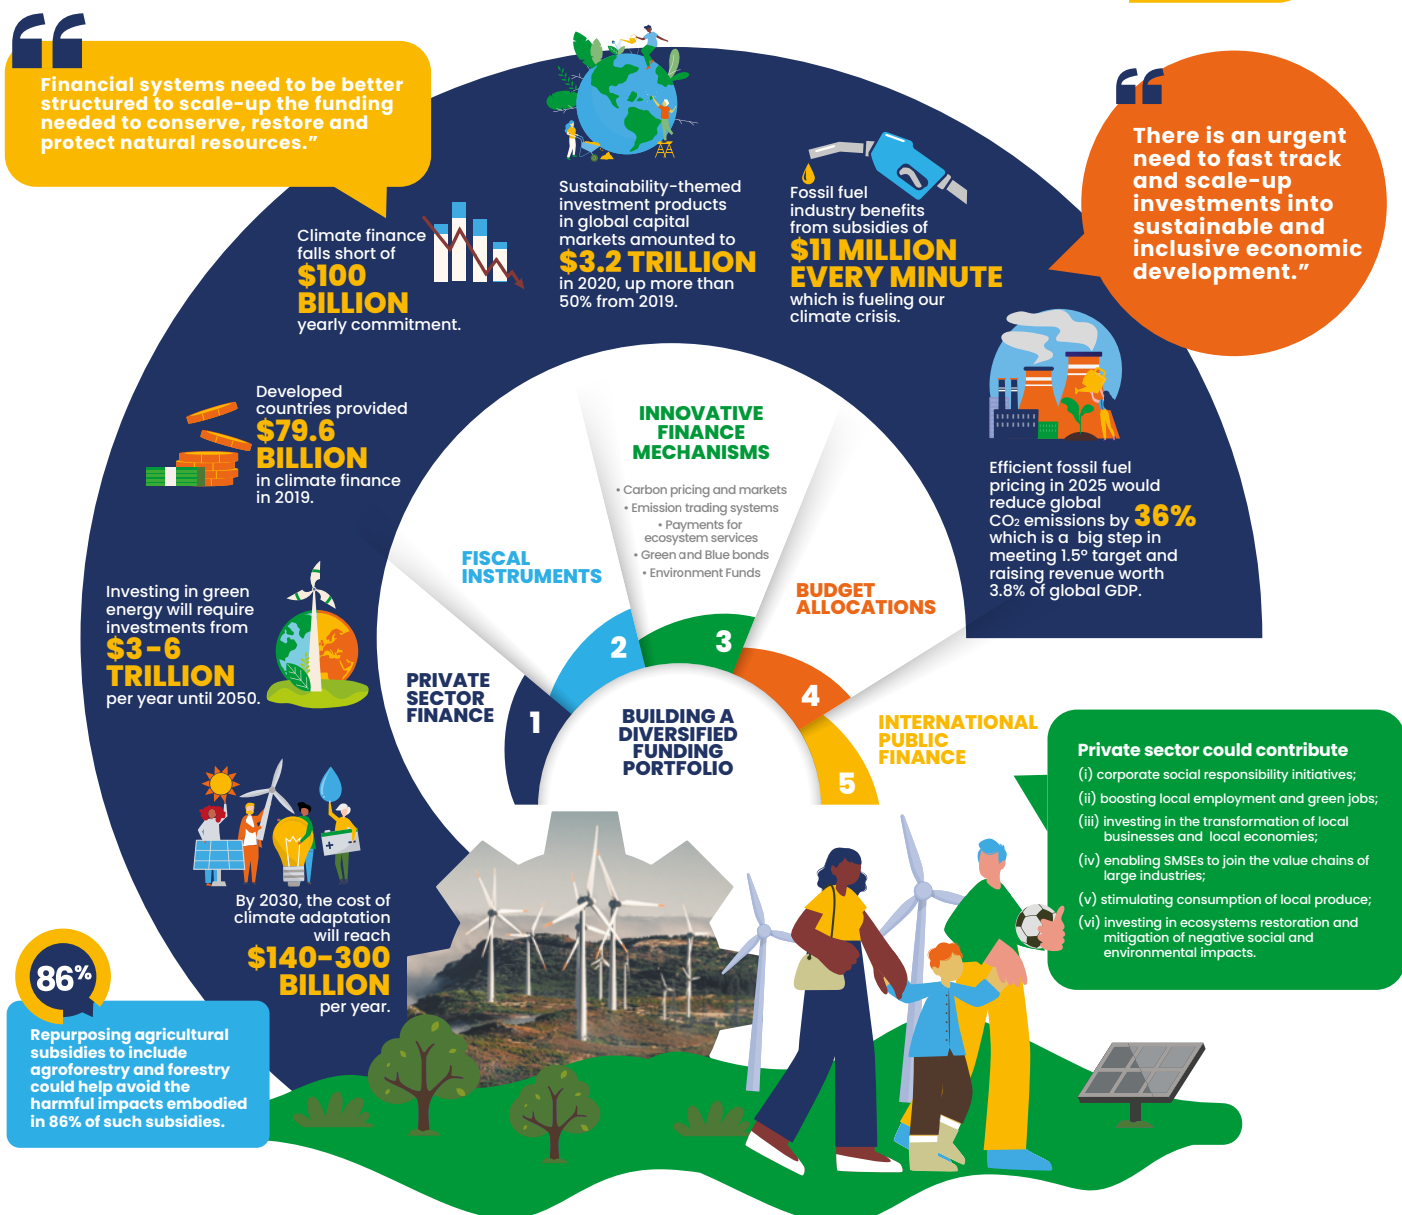 “
Financial systems need to be better
structured to scale-up the funding
needed to conserve, restore and
protect natural resources.”
“
There is an urgent
need to fast track
and scale-up
investments into
sustainable and
inclusive economic
development.”
Climate finance
falls short of
$100
BILLION
yearly commitment.
Sustainability-themed
investment products
in global capital
markets amounted to
$3.2 TRILLION
in 2020, up more than
50% from 2019.
Fossil fuel
industry benefits
from subsidies of
$11 MILLION
EVERY MINUTE
which is fueling our
climate crisis.
Developed
countries provided
$79.6
BILLION
in climate finance
in 2019.
Efficient fossil fuel
pricing in 2025 would
reduce global
CO₂ emissions by 36%
which is a big step in
meeting 1.5º target and
raising revenue worth
3.8% of global GDP.
Investing in green
energy will require
investments from
$3-6
TRILLION
per year until 2050.
By 2030, the cost of
climate adaptation
will reach
$140-300
BILLION
per year.
PRIVATE
SECTOR
FINANCE
1
FISCAL
INSTRUMENTS
2
INNOVATIVE
FINANCE
MECHANISMS
• Carbon pricing and markets
• Emission trading systems
• Payments for
ecosystem services
• Green and Blue bonds
• Environment Funds
3
BUDGET
ALLOCATIONS
4
INTERNATIONAL
PUBLIC
FINANCE
5
BUILDING A
DIVERSIFIED
FUNDING
PORTFOLIO
Private sector could contribute
(i) corporate social responsibility initiatives;
(ii) boosting local employment and green jobs;
(iii) investing in the transformation of local
businesses and local economies;
(iv) enabling SMSEs to join the value chains of
large industries;
(v) stimulating consumption of local produce;
(vi) investing in ecosystems restoration and
mitigation of negative social and
environmental impacts.
86%
Repurposing agricultural
subsidies to include
agroforestry and forestry
could help avoid the
harmful impacts embodied
in 86% of such subsidies.